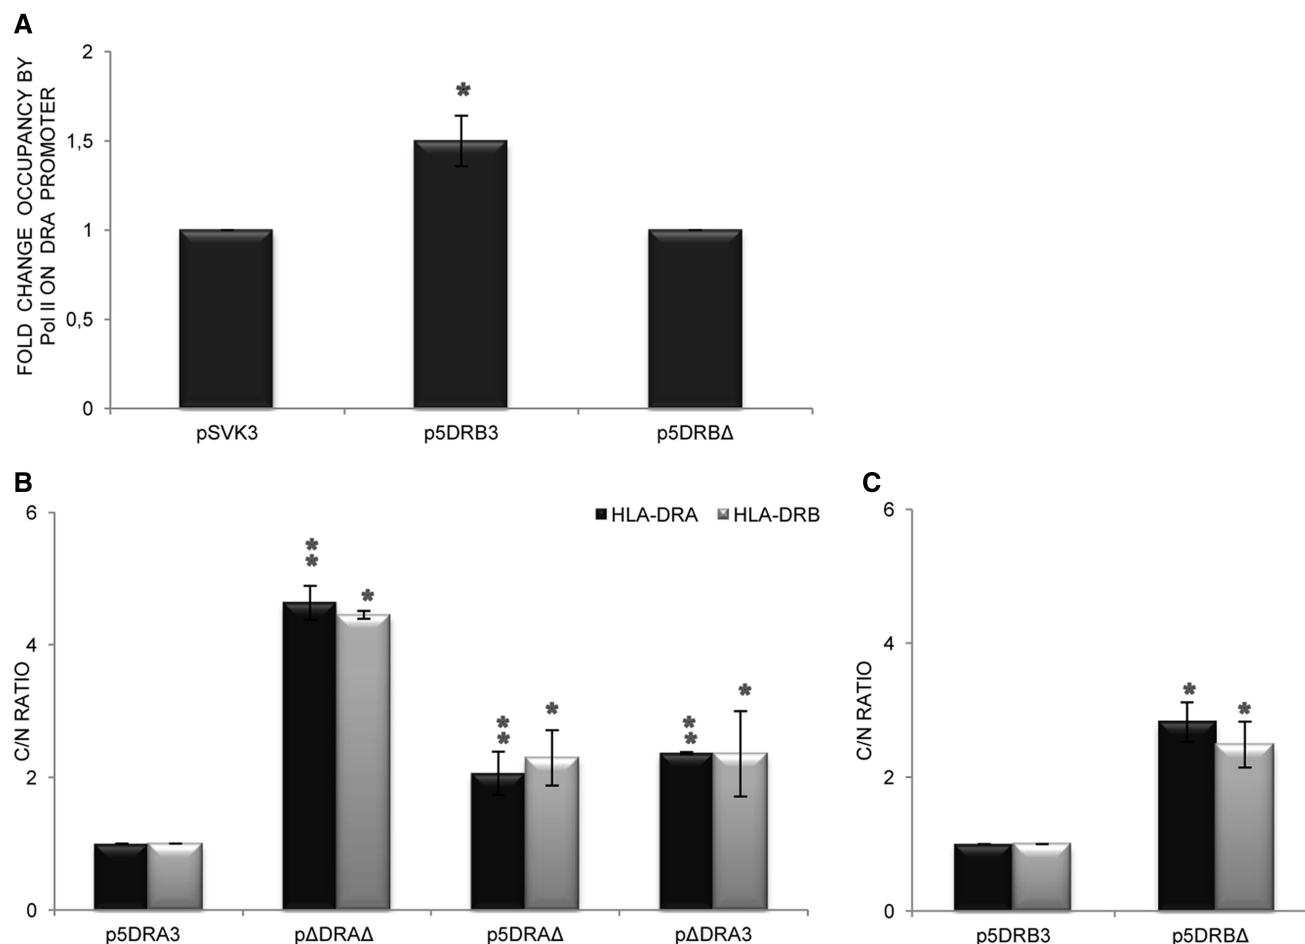 A
FOLD CHANGE OCCUPANCY BY
Pol II ON DRA PROMOTER
2
1,5
1
0,5
0
*
pSVK3 p5DRB3 p5DRBΔ
B
C/N RATIO
6
4
2
0
HLA-DRA HLA-DRB
* * * * * * * * *
p5DRA3 pΔDRAΔ p5DRAΔ pΔDRA3
C
C/N RATIO
6
4
2
0
* *
p5DRB3 p5DRBΔ